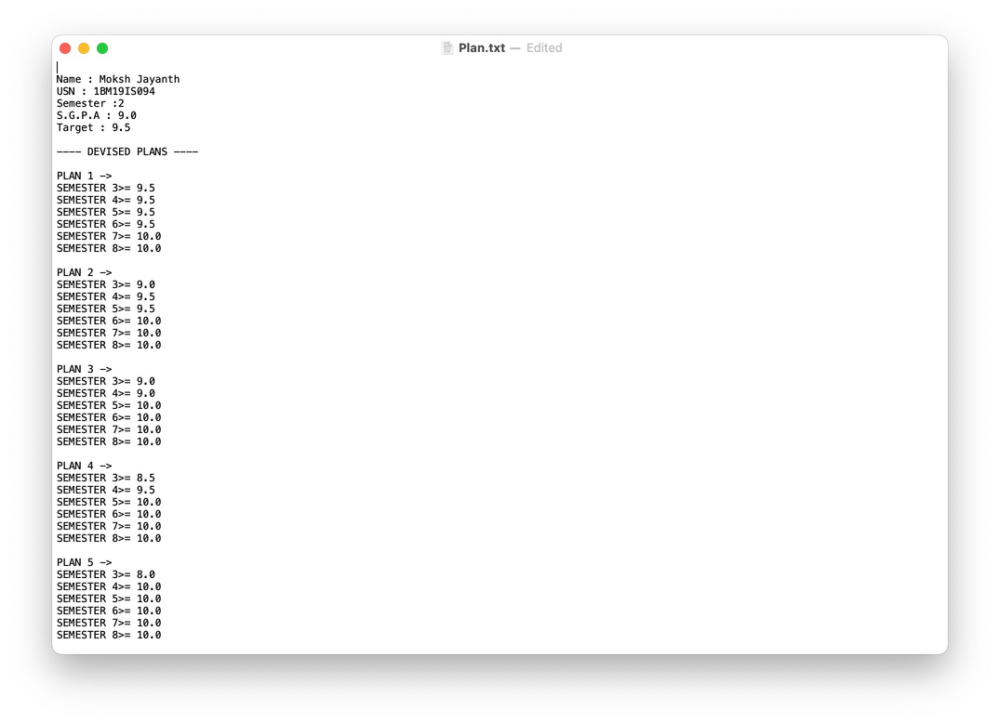 Plan.txt — Edited
Name : Moksh Jayanth
USN : 1BM19IS094
Semester :2
S.G.P.A : 9.0
Target : 9.5
---- DEVISED PLANS ----
PLAN 1 ->
SEMESTER 3>= 9.5
SEMESTER 4>= 9.5
SEMESTER 5>= 9.5
SEMESTER 6>= 9.5
SEMESTER 7>= 10.0
SEMESTER 8>= 10.0
PLAN 2 ->
SEMESTER 3>= 9.0
SEMESTER 4>= 9.5
SEMESTER 5>= 9.5
SEMESTER 6>= 10.0
SEMESTER 7>= 10.0
SEMESTER 8>= 10.0
PLAN 3 ->
SEMESTER 3>= 9.0
SEMESTER 4>= 9.0
SEMESTER 5>= 10.0
SEMESTER 6>= 10.0
SEMESTER 7>= 10.0
SEMESTER 8>= 10.0
PLAN 4 ->
SEMESTER 3>= 8.5
SEMESTER 4>= 9.5
SEMESTER 5>= 10.0
SEMESTER 6>= 10.0
SEMESTER 7>= 10.0
SEMESTER 8>= 10.0
PLAN 5 ->
SEMESTER 3>= 8.0
SEMESTER 4>= 10.0
SEMESTER 5>= 10.0
SEMESTER 6>= 10.0
SEMESTER 7>= 10.0
SEMESTER 8>= 10.0